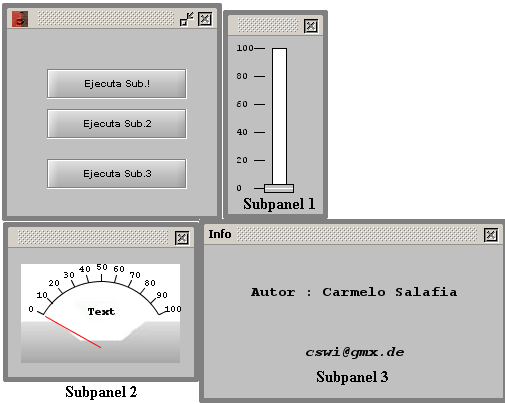 Ejecuta Sub.!
Ejecuta Sub.2
Ejecuta Sub.3
100
80
60
40
20
0
Subpanel 1
0 10 20 30 40 50 60 70 80 90 100
Text
Subpanel 2
Info
Autor : Carmelo Salafia
cswi@gmx.de
Subpanel 3